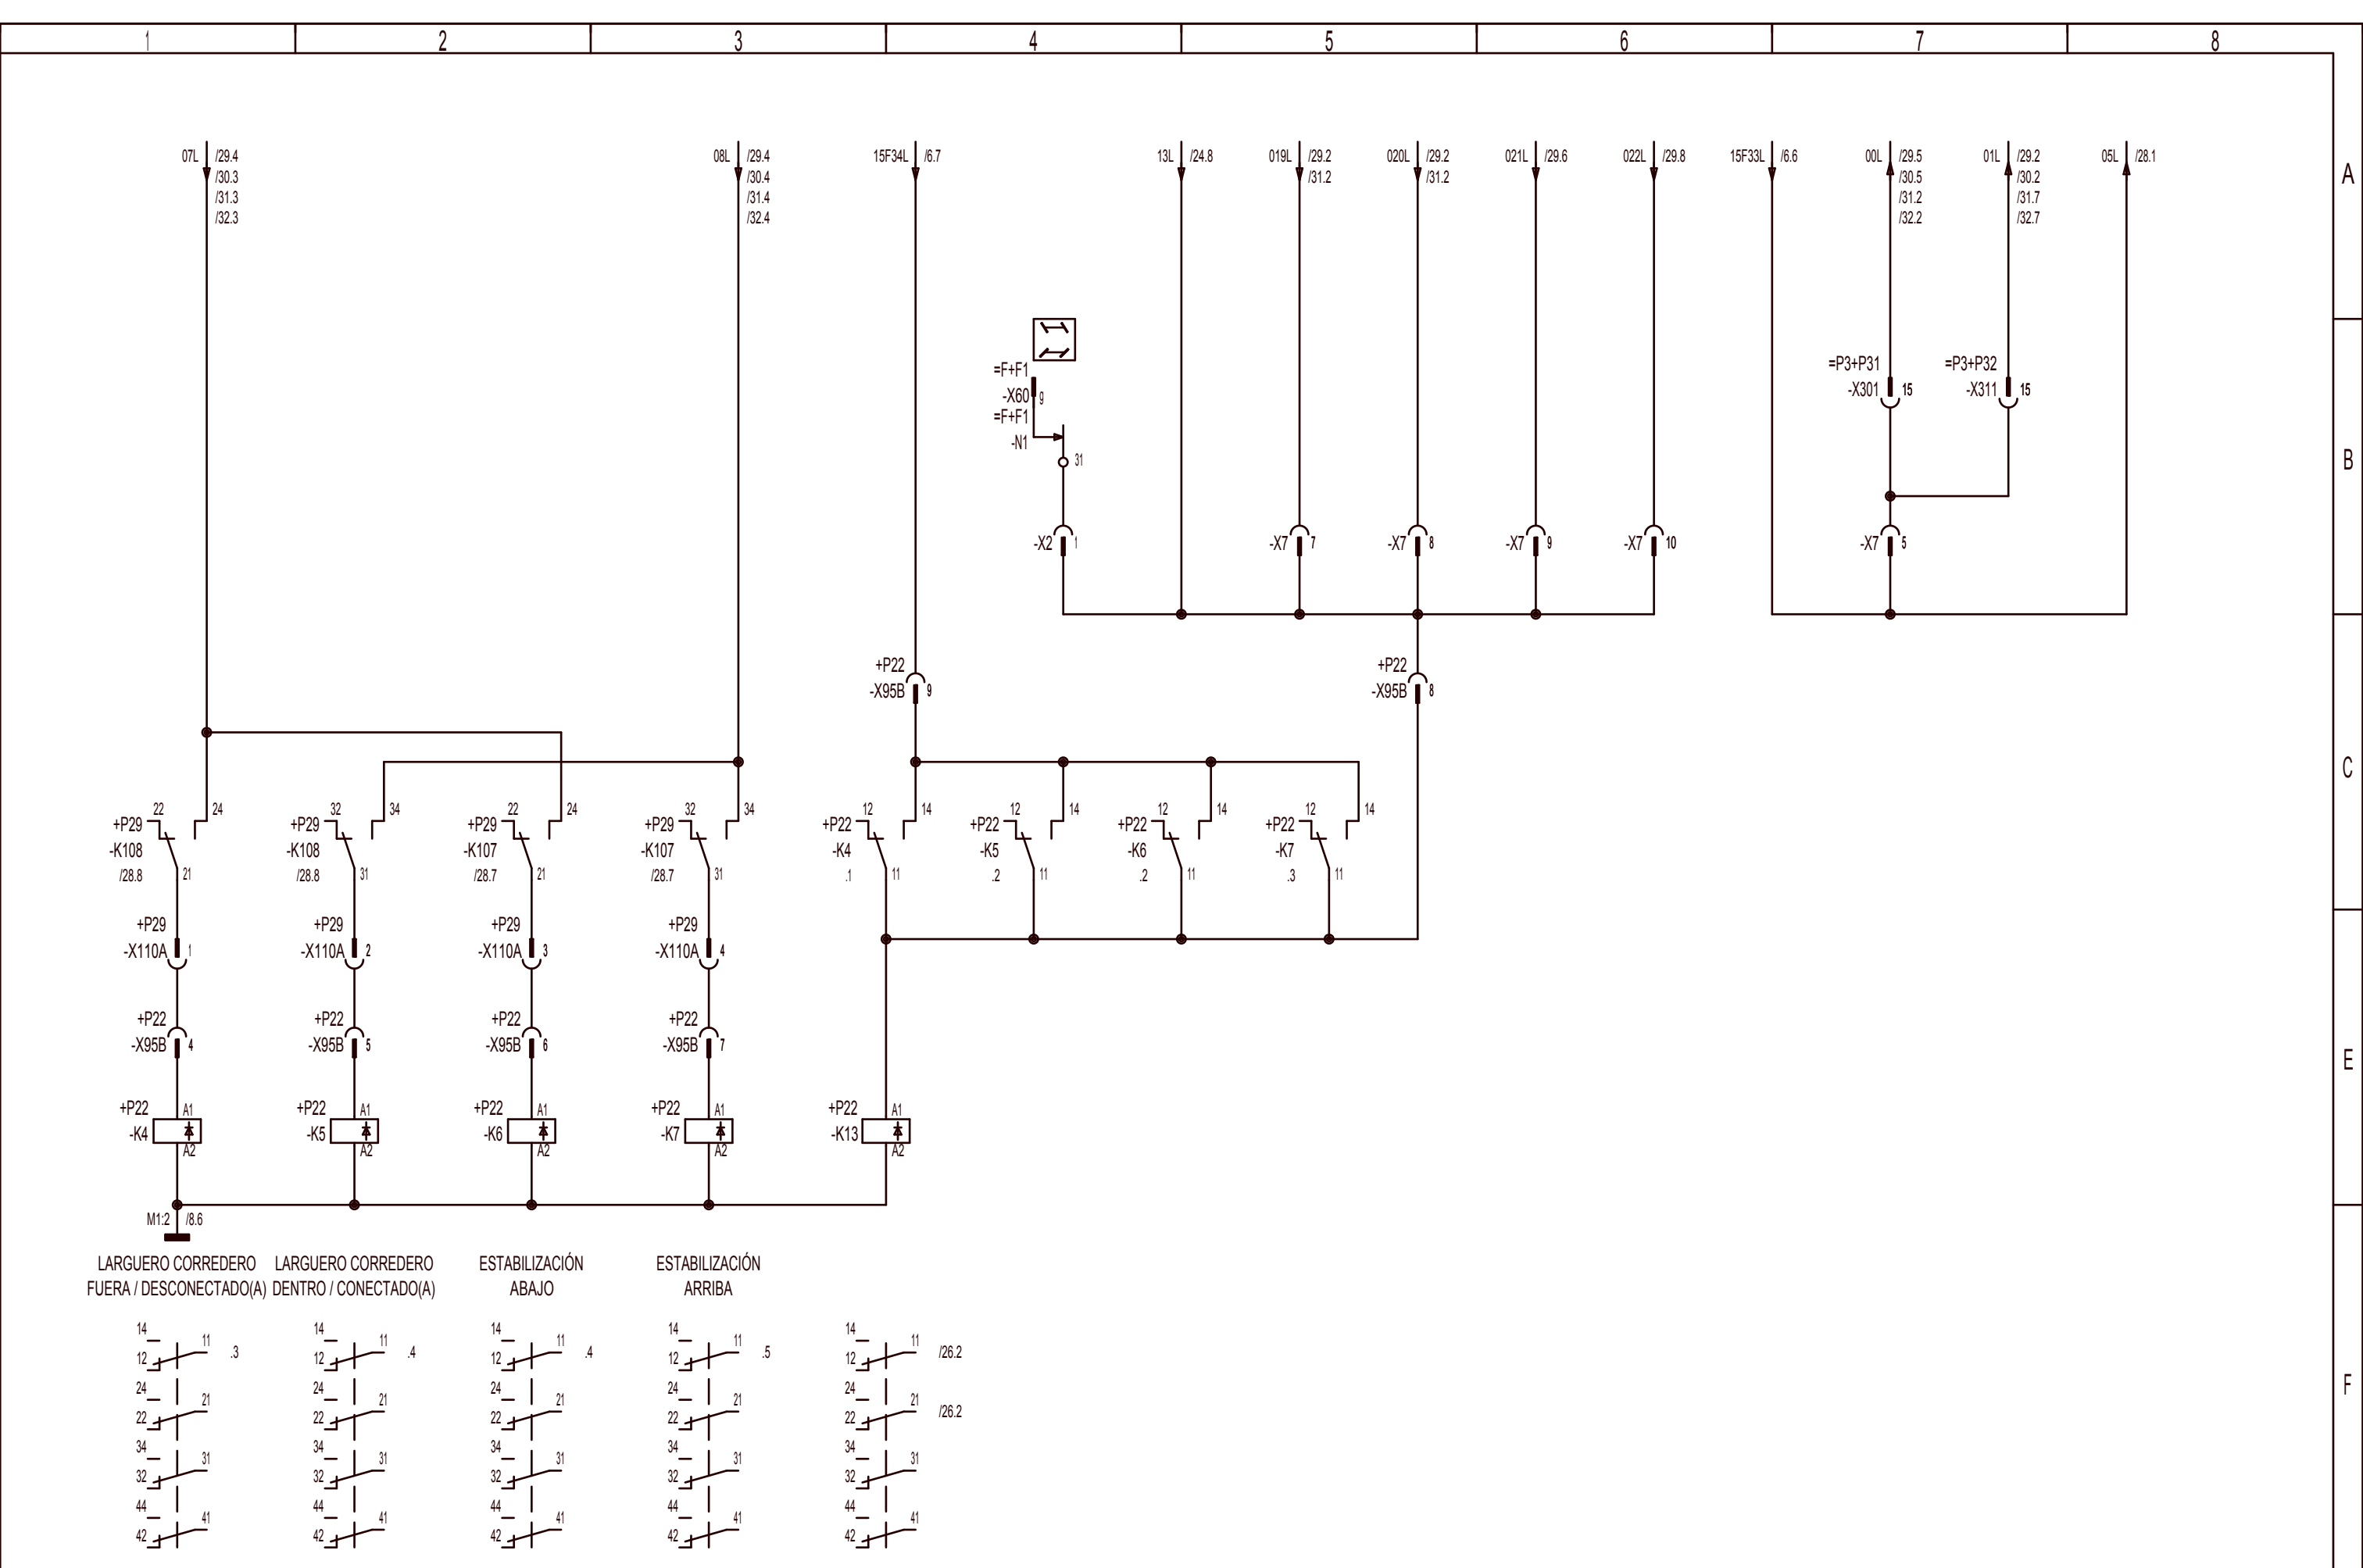 1 2 3 4 5 6 7 8
07L /29.4 08L /29.4 15F34L /6.7 13L /24.8 019L /29.2 020L /29.2 021L /29.6 022L /29.8 15F33L /6.6 00L /29.5 01L /29.2 05L /28.1
/30.3 /30.4 /31.2 /31.2 /30.5 /30.2
A
/31.3 /31.4 /31.2 /31.7
/32.3 /32.4 /32.2 /32.7
=F+F1 =P3+P31 =P3+P32
-X60 g -X301 15 -X311 15
=F+F1
-N1
31
B
-X2 1 -X7 7 -X7 8 -X7 9 -X7 10 -X7 5
+P22 +P22
-X95B 9 -X95B 8
C
22 24 32 34 22 24 32 34 12 14 12 14 12 14 12 14
+P29 +P29 +P29 +P29 +P22 +P22 +P22 +P22
-K108 -K108 -K107 -K107 -K4 -K5 -K6 -K7
/28.8 21 /28.8 31 /28.7 21 /28.7 31 .1 11 .2 11 .2 11 .3 11
+P29 +P29 +P29 +P29
-X110A 1 -X110A 2 -X110A 3 -X110A 4
+P22 +P22 +P22 +P22
-X95B 4 -X95B 5 -X95B 6 -X95B 7
E
+P22 A1 +P22 A1 +P22 A1 +P22 A1 +P22 A1
-K4 -K5 -K6 -K7 -K13
A2 A2 A2 A2 A2
M1:2 /8.6
LARGUERO CORREDERO LARGUERO CORREDERO ESTABILIZACIÓN ESTABILIZACIÓN
FUERA / DESCONECTADO(A) DENTRO / CONECTADO(A) ABAJO ARRIBA
14 14 14 14 14
11 .3 11 .4 11 .4 11 .5 11 /26.2
12 12 12 12 12
24 24 24 24 24
F
21 21 21 21 21 /26.2
22 22 22 22 22
34 34 34 34 34
31 31 31 31 31
32 32 32 32 32
44 44 44 44 44
41 41 41 41 41
42 42 42 42 42